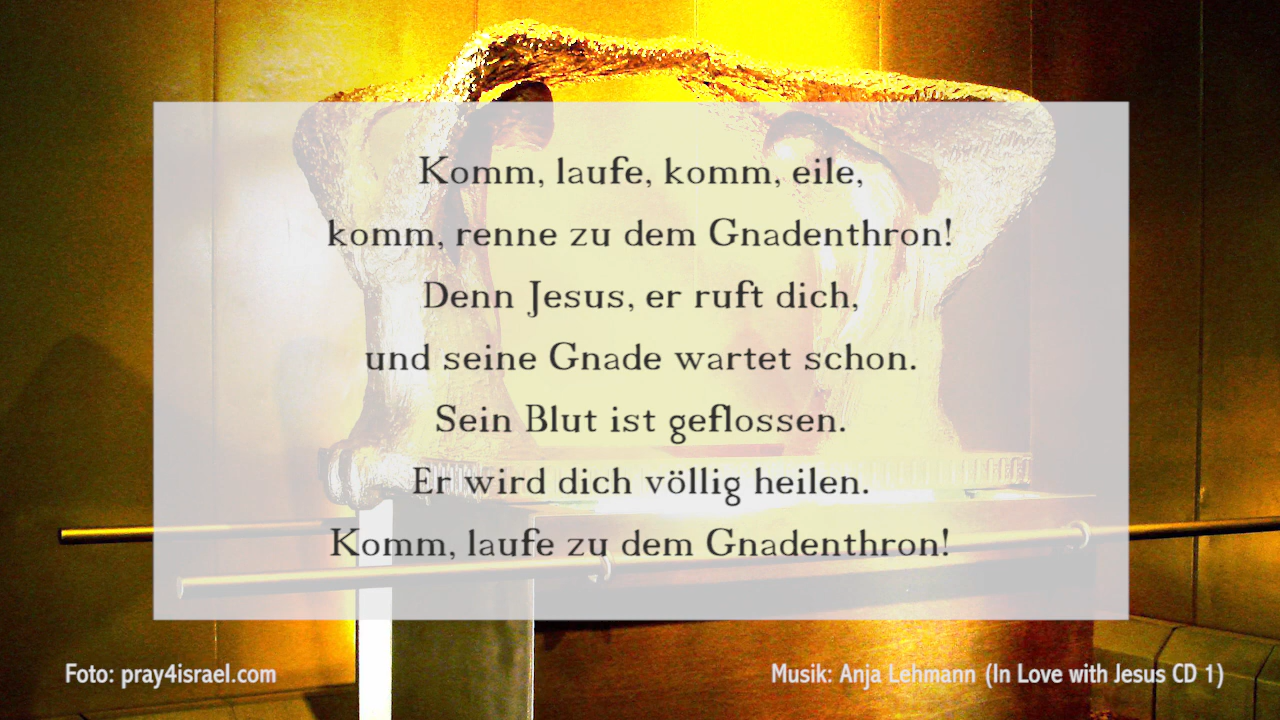 Komm, laufe, komm, eile,
komm, renne zu dem Gnadenthron!
Denn Jesus, er ruft dich,
und seine Gnade wartet schon.
Sein Blut ist geflossen.
Er wird dich völlig heilen.
Komm, laufe zu dem Gnadenthron!
Foto: pray4israel.com
Musik: Anja Lehmann (In Love with Jesus CD 1)